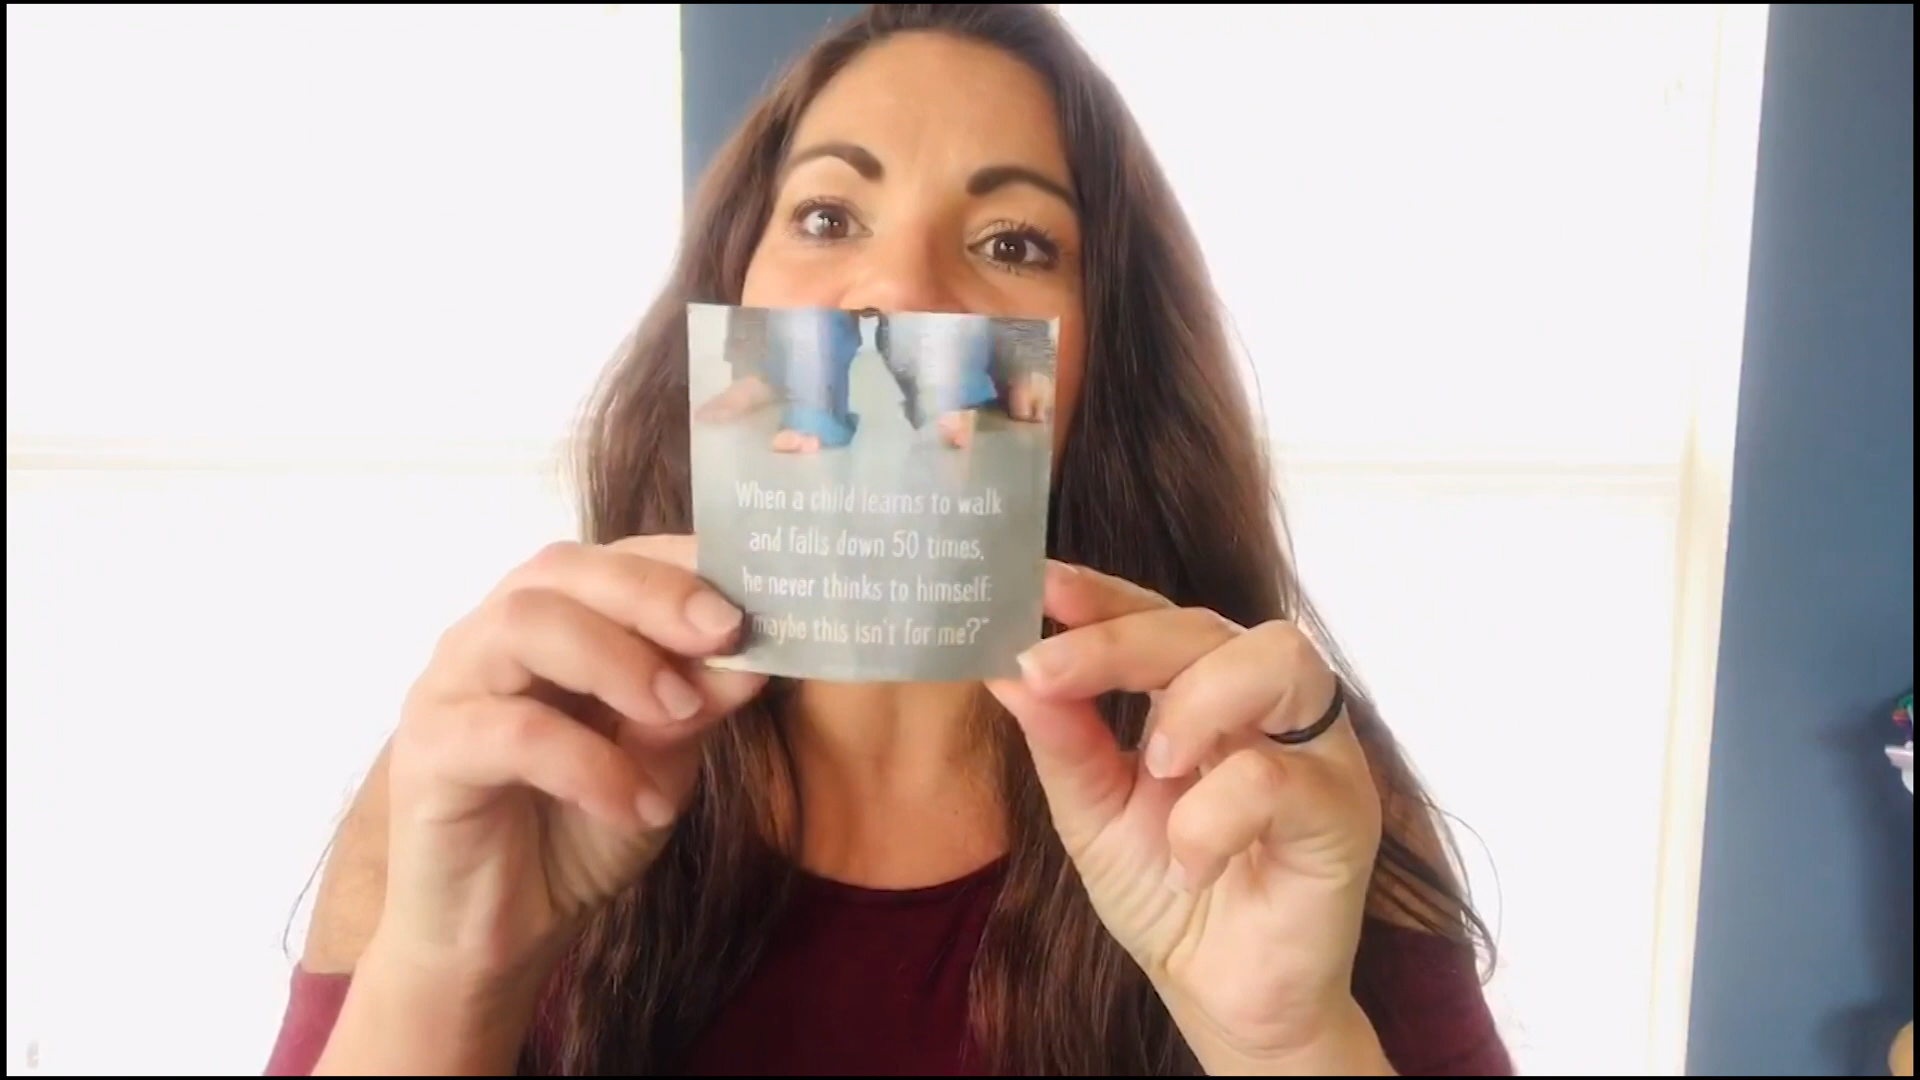 When a child learns to walk
and falls down 50 times,
he never thinks to himself:
"maybe this isn't for me?"